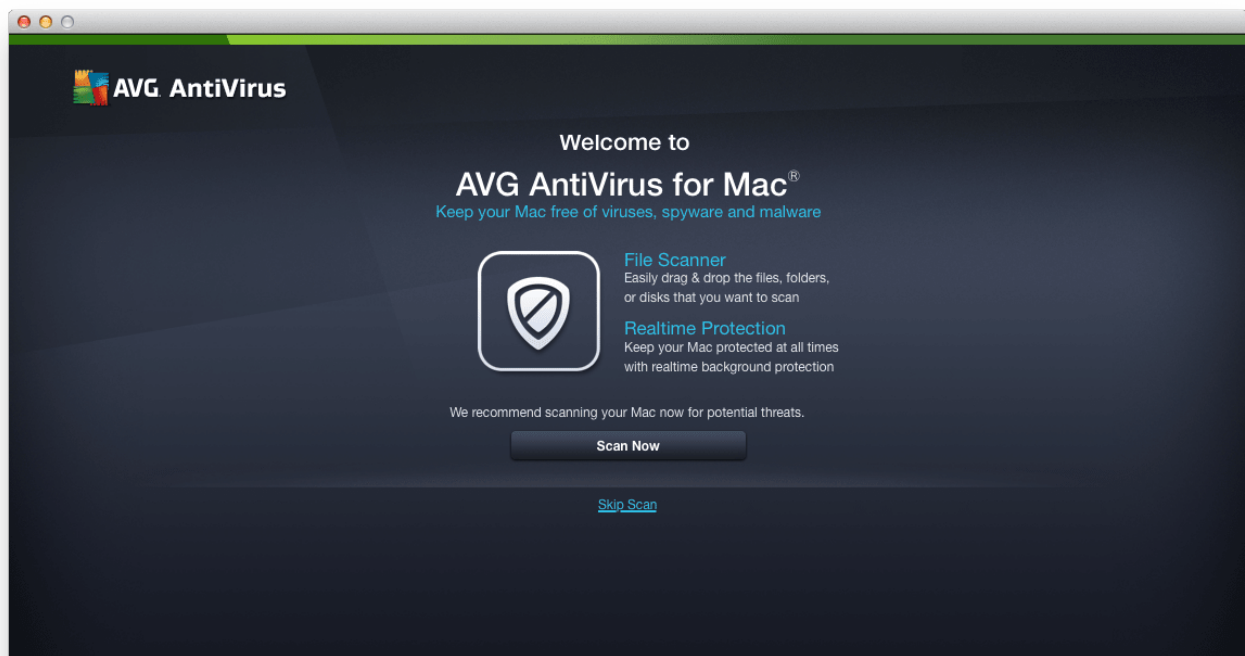 AVG. AntiVirus
Welcome to
AVG AntiVirus for Mac®
Keep your Mac free of viruses, spyware and malware
File Scanner
Easily drag & drop the files, folders,
or disks that you want to scan
Realtime Protection
Keep your Mac protected at all times
with realtime background protection
We recommend scanning your Mac now for potential threats.
Scan Now
Skip Scan